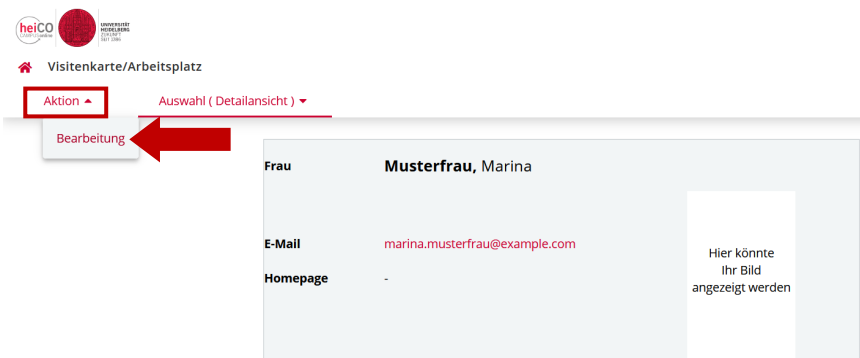 heiCO
CAMPUSonline
UNIVERSITÄT
HEIDELBERG
ZUKUNFT
SEIT 1386
Visitenkarte/Arbeitsplatz
Aktion
Auswahl ( Detailansicht )
Bearbeitung
Frau Musterfrau, Marina
E-Mail marina.musterfrau@example.com
Homepage -
Hier könnte
Ihr Bild
angezeigt werden